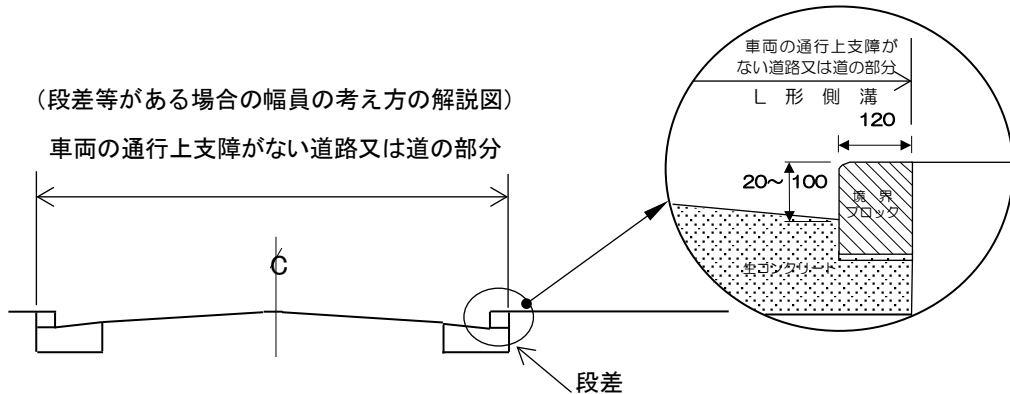 (段差等がある場合の幅員の考え方の解説図)
車両の通行上支障がない道路又は道の部分
℄
段差
車両の通行上支障が
ない道路又は道の部分
L 形 側 溝
120
20~100
境 界
ブロック
生コンクリート